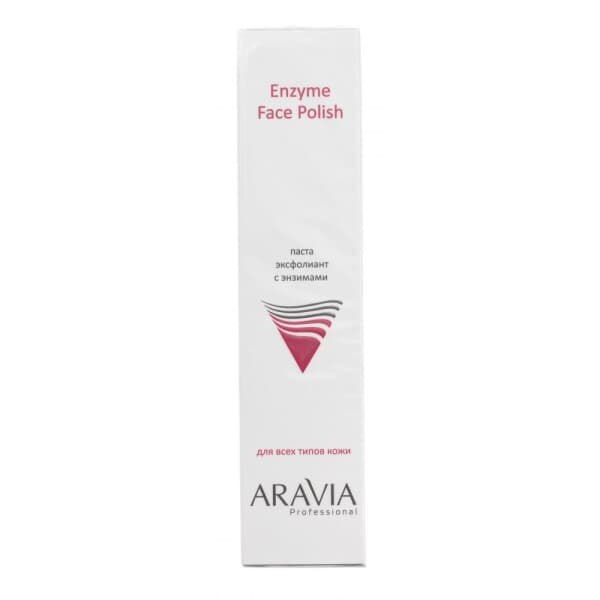 Enzyme
Face Polish
паста
эксфолиант
с энзимами
для всех типов кожи
ARAVIA
Professional